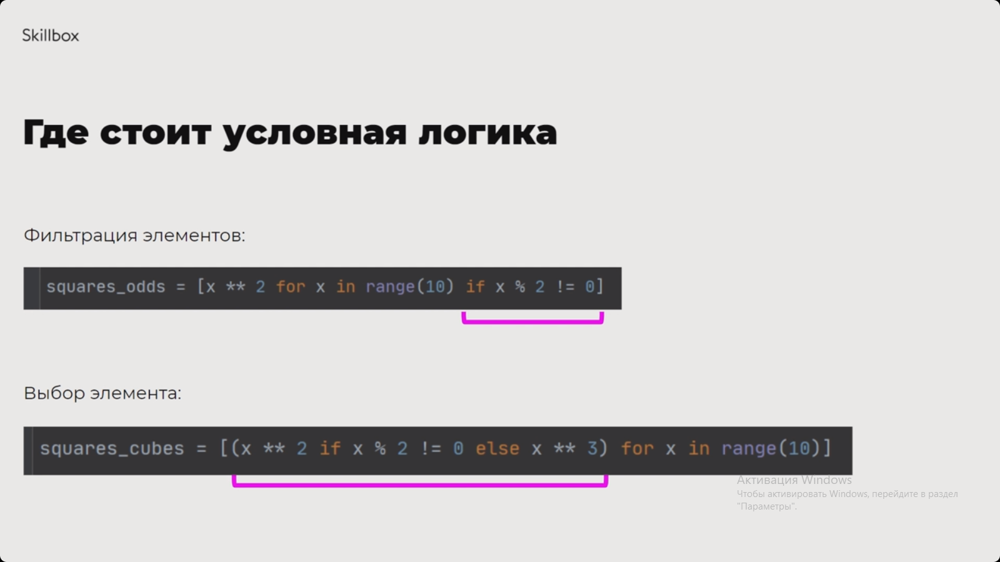 Skillbox
Где стоит условная логика
Фильтрация элементов:
squares_odds = [x ** 2 for x in range(10) if x % 2 != 0]
Выбор элемента:
squares_cubes = [(x ** 2 if x % 2 != 0 else x ** 3) for x in range(10)]
Активация Windows
Чтобы активировать Windows, перейдите в раздел
"Параметры".